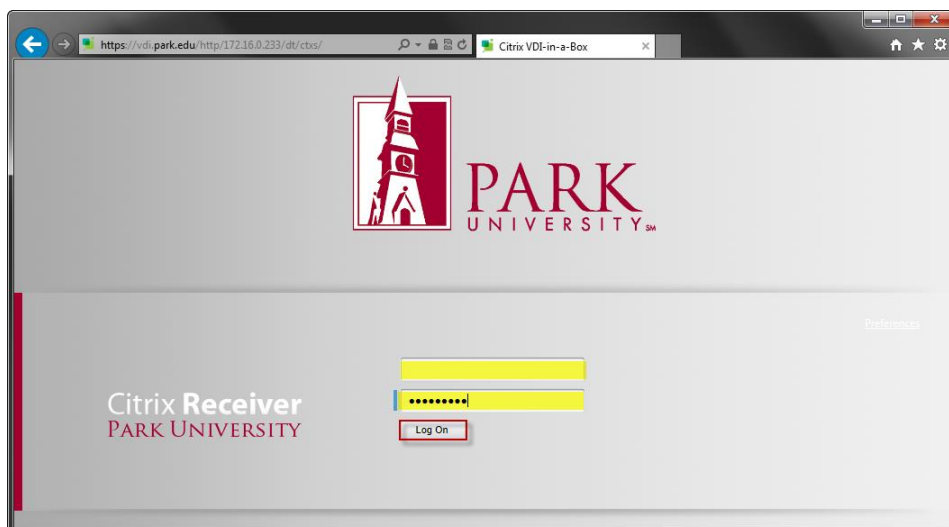 https://vdi.park.edu/http/172.16.0.233/dt/ctxs/
Citrix VDI-in-a-Box
PARK
UNIVERSITY SM
Preferences
Citrix Receiver
PARK UNIVERSITY
•••••••••
Log On